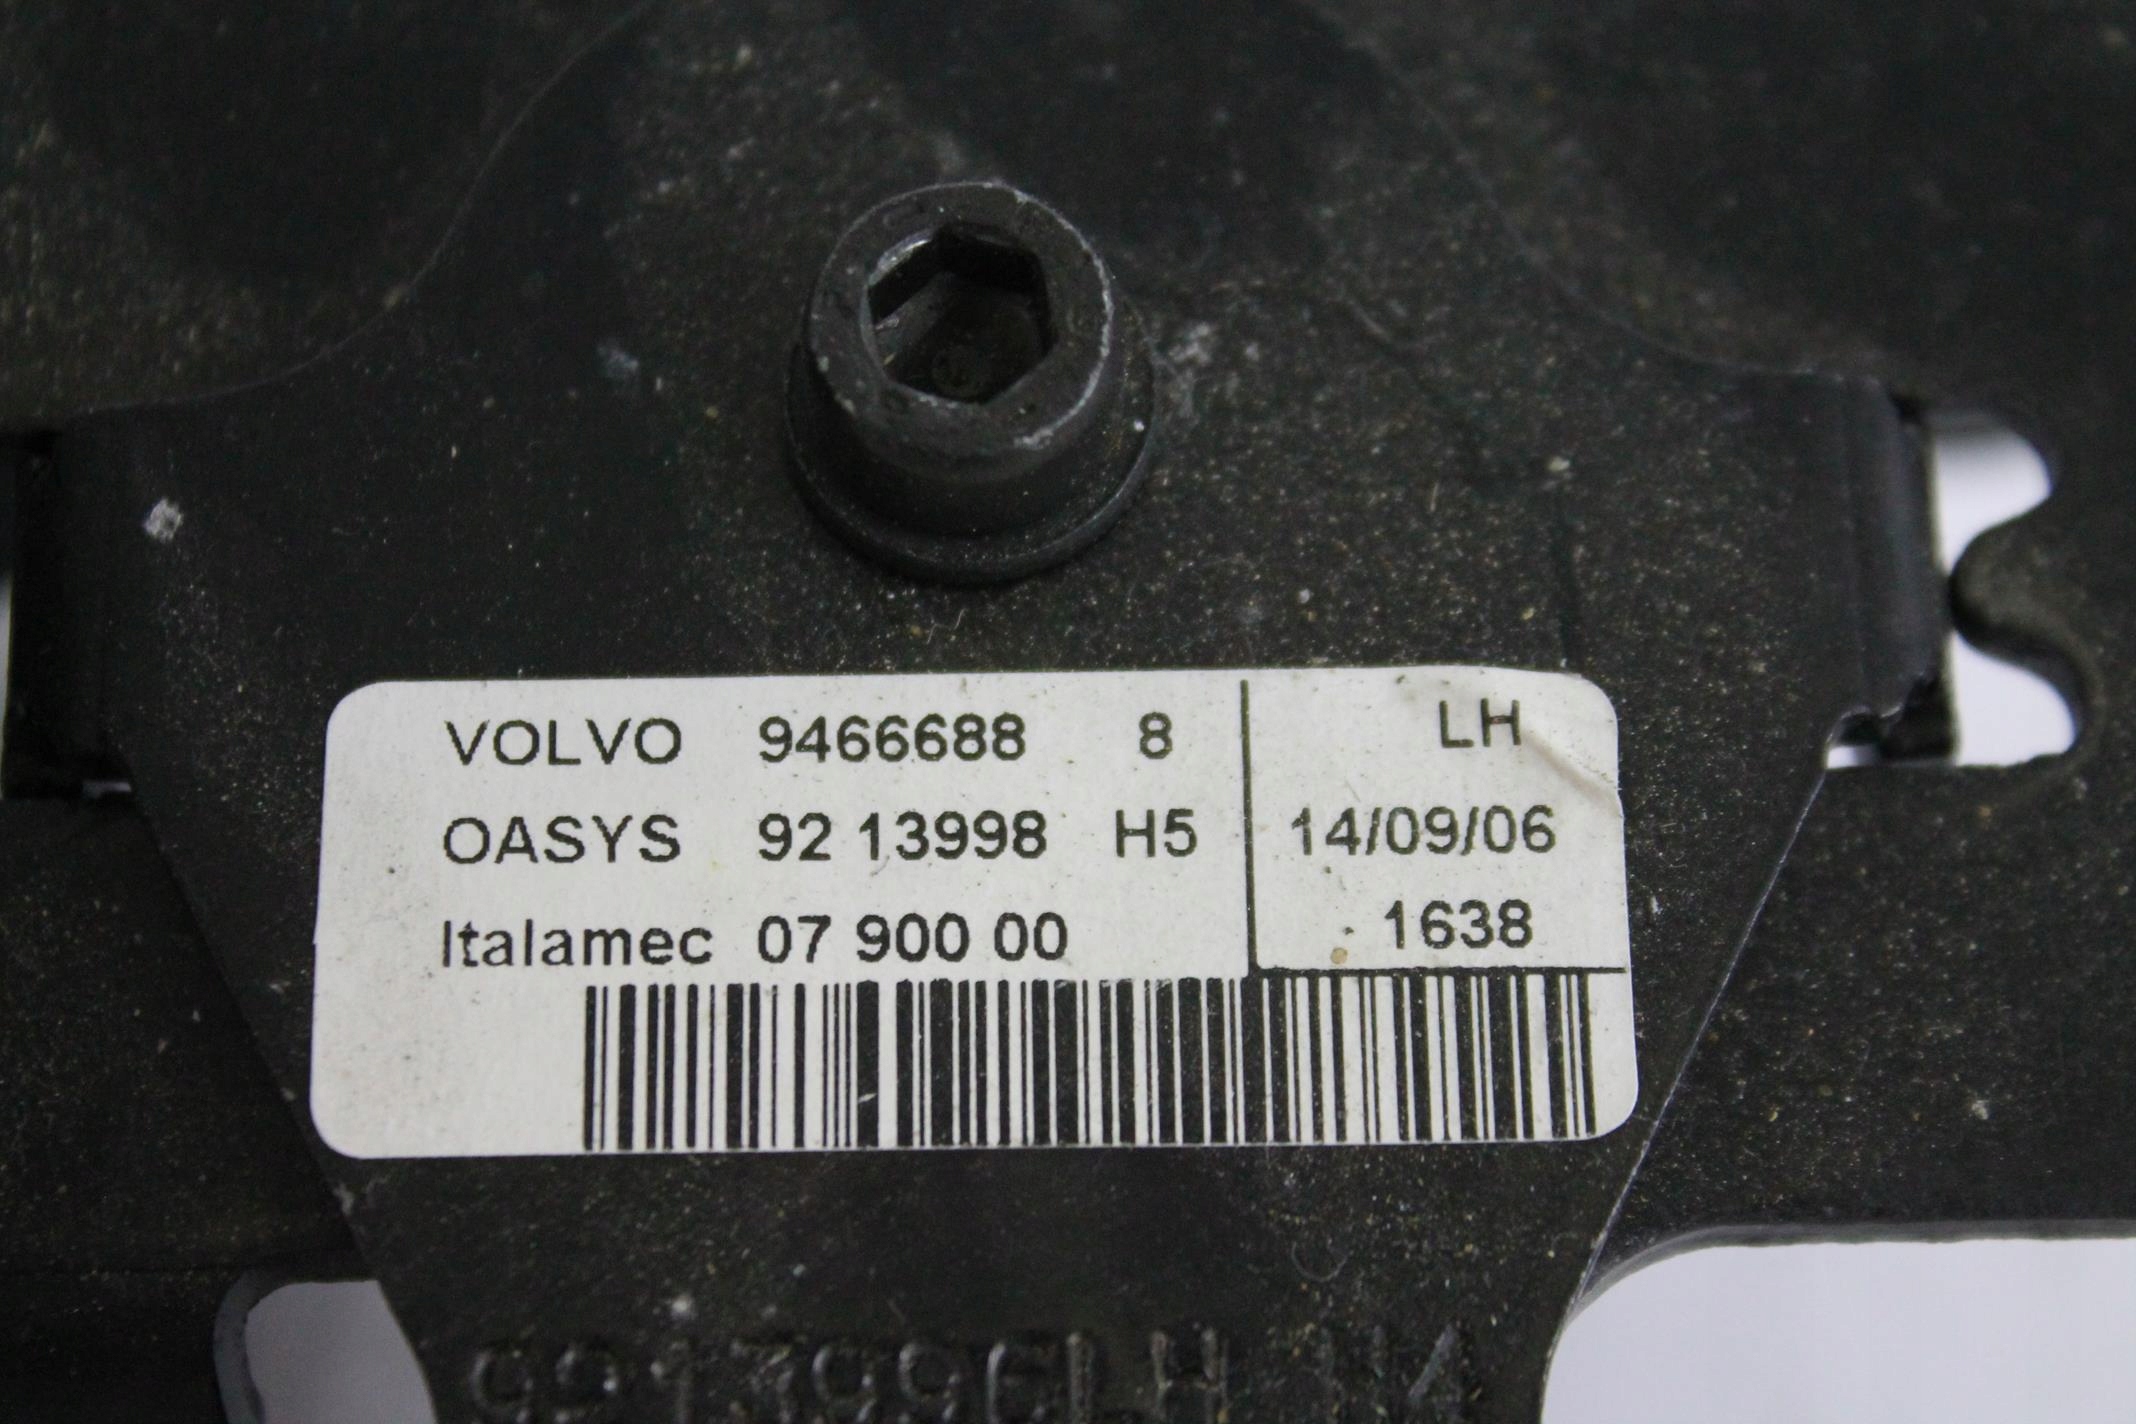 VOLVO 9466688 8 LH
OASYS 92 13998 H5 14/09/06
Italamec 07 900 00 1638